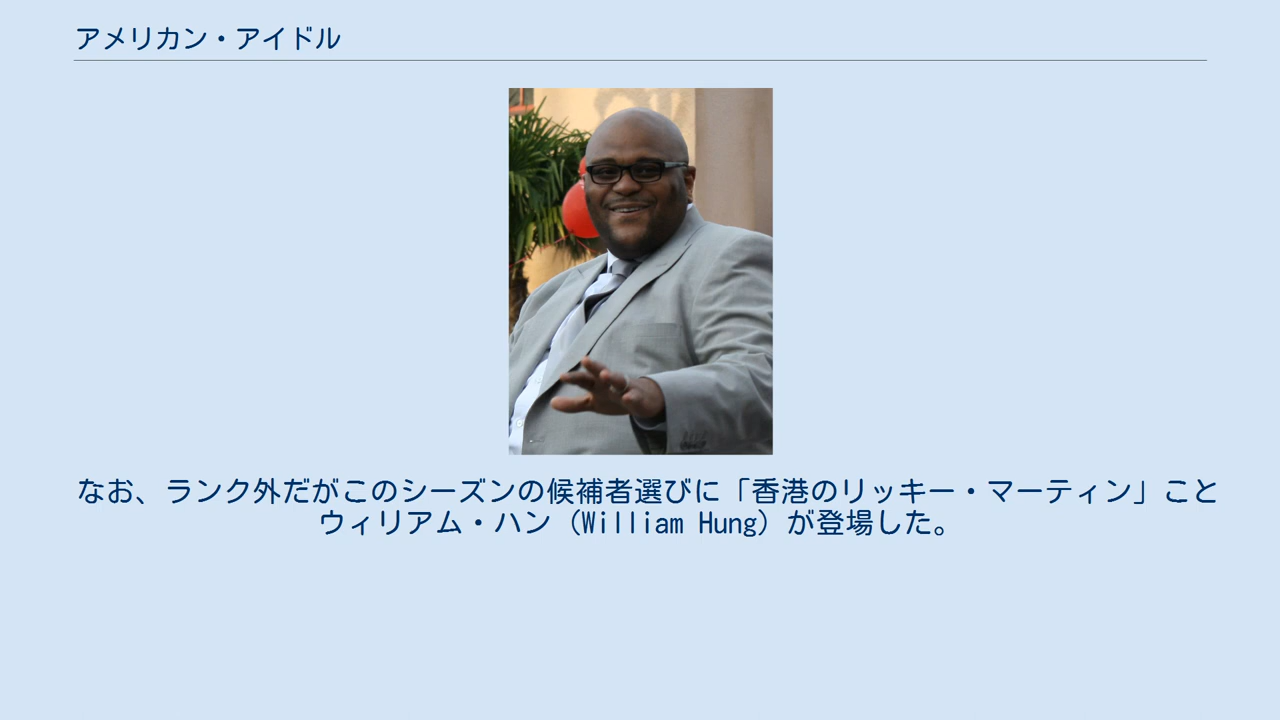 アメリカン・アイドル
なお、ランク外だがこのシーズンの候補者選びに「香港のリッキー・マーティン」こと
ウィリアム・ハン（William Hung）が登場した。